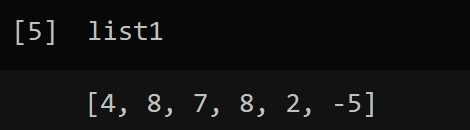 [5] list1
[4, 8, 7, 8, 2, -5]